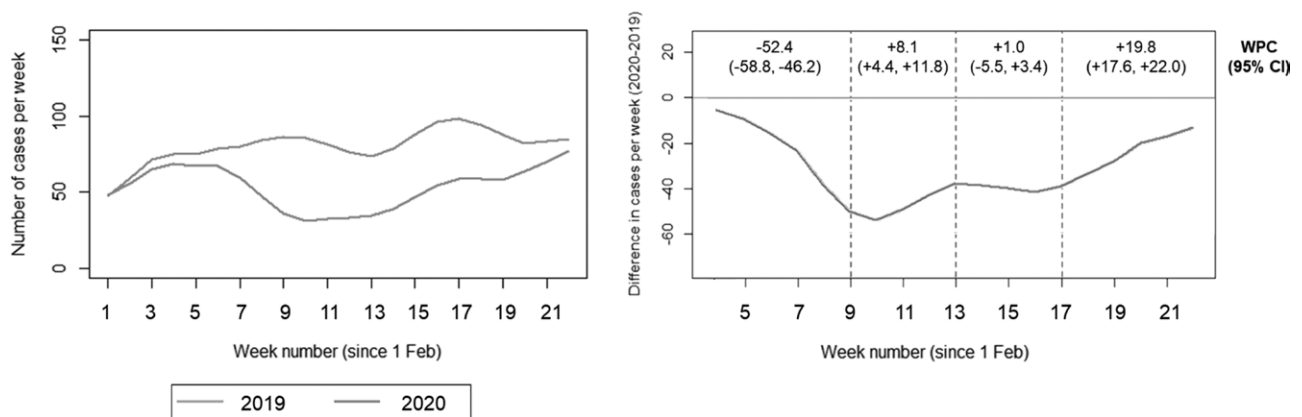 Number of cases per week
150
100
50
0
1 3 5 7 9 11 13 15 17 19 21
Week number (since 1 Feb)
2019 2020
Difference in cases per week (2020-2019)
20
0
-20
-40
-60
-52.4 +8.1 +1.0 +19.8 WPC
(-58.8, -46.2) (+4.4, +11.8) (-5.5, +3.4) (+17.6, +22.0) (95% CI)
5 7 9 11 13 15 17 19 21
Week number (since 1 Feb)